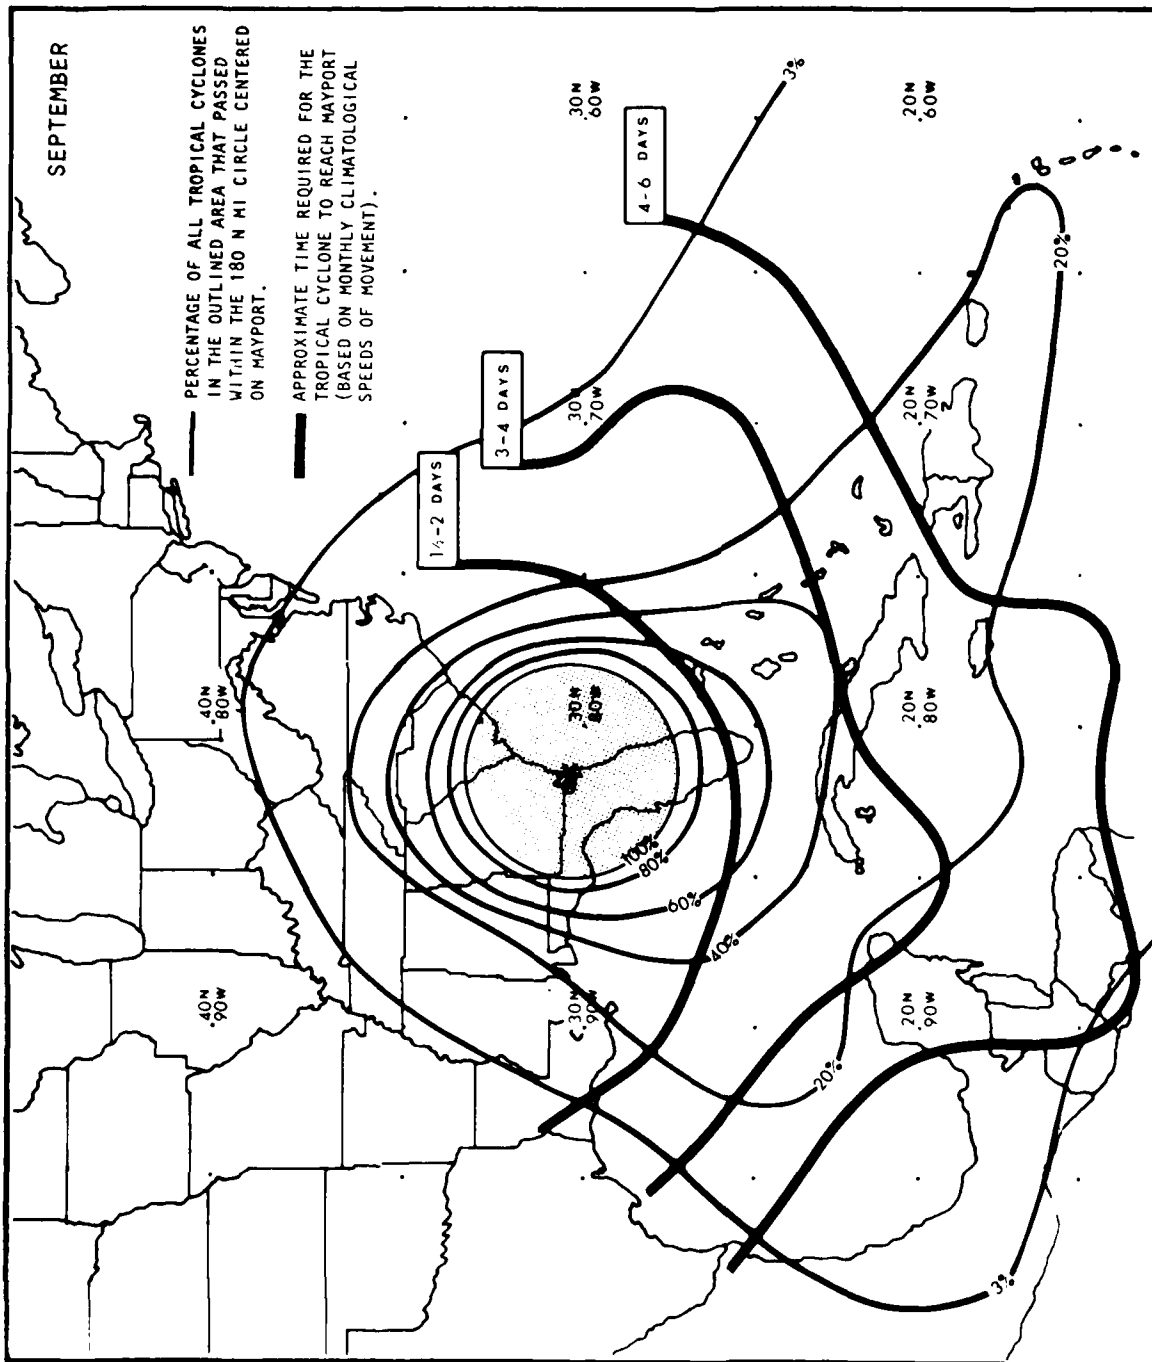 SEPTEMBER
PERCENTAGE OF ALL TROPICAL CYCLONES
IN THE OUTLINED AREA THAT PASSED
WITHIN THE 180 N MI CIRCLE CENTERED
ON MAYPORT.
APPROXIMATE TIME REQUIRED FOR THE
TROPICAL CYCLONE TO REACH MAYPORT
(BASED ON MONTHLY CLIMATOLOGICAL
SPEEDS OF MOVEMENT).
40N
90W
40N
80W
1½-2 DAYS
3-4 DAYS
4-6 DAYS
30N
90W
30N
80W
30N
70W
30N
60W
100%
80%
60%
40%
20%
3%
20N
90W
20N
80W
20N
70W
20N
60W
20%
3%